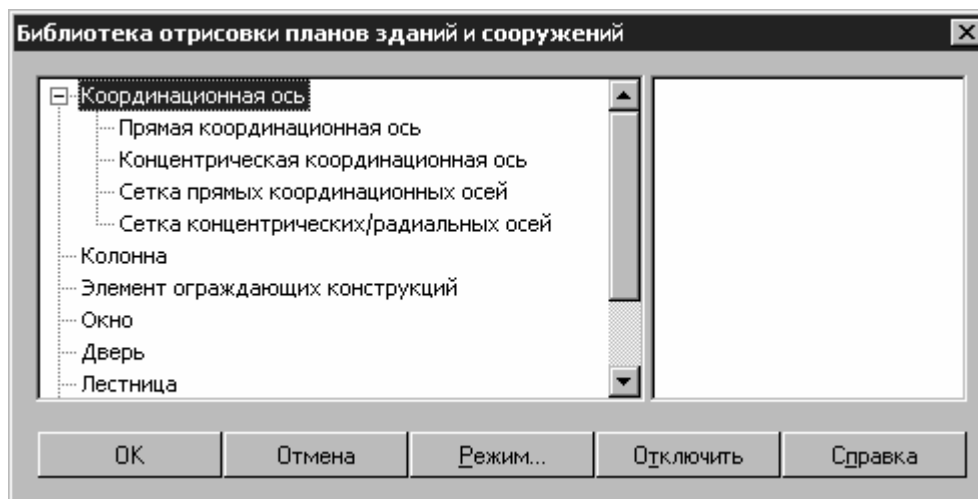 Библиотека отрисовки планов зданий и сооружений
Координационная ось
Прямая координационная ось
Концентрическая координационная ось
Сетка прямых координационных осей
Сетка концентрических/радиальных осей
Колонна
Элемент ограждающих конструкций
Окно
Дверь
Лестница
OK Отмена Режим... Отключить Справка